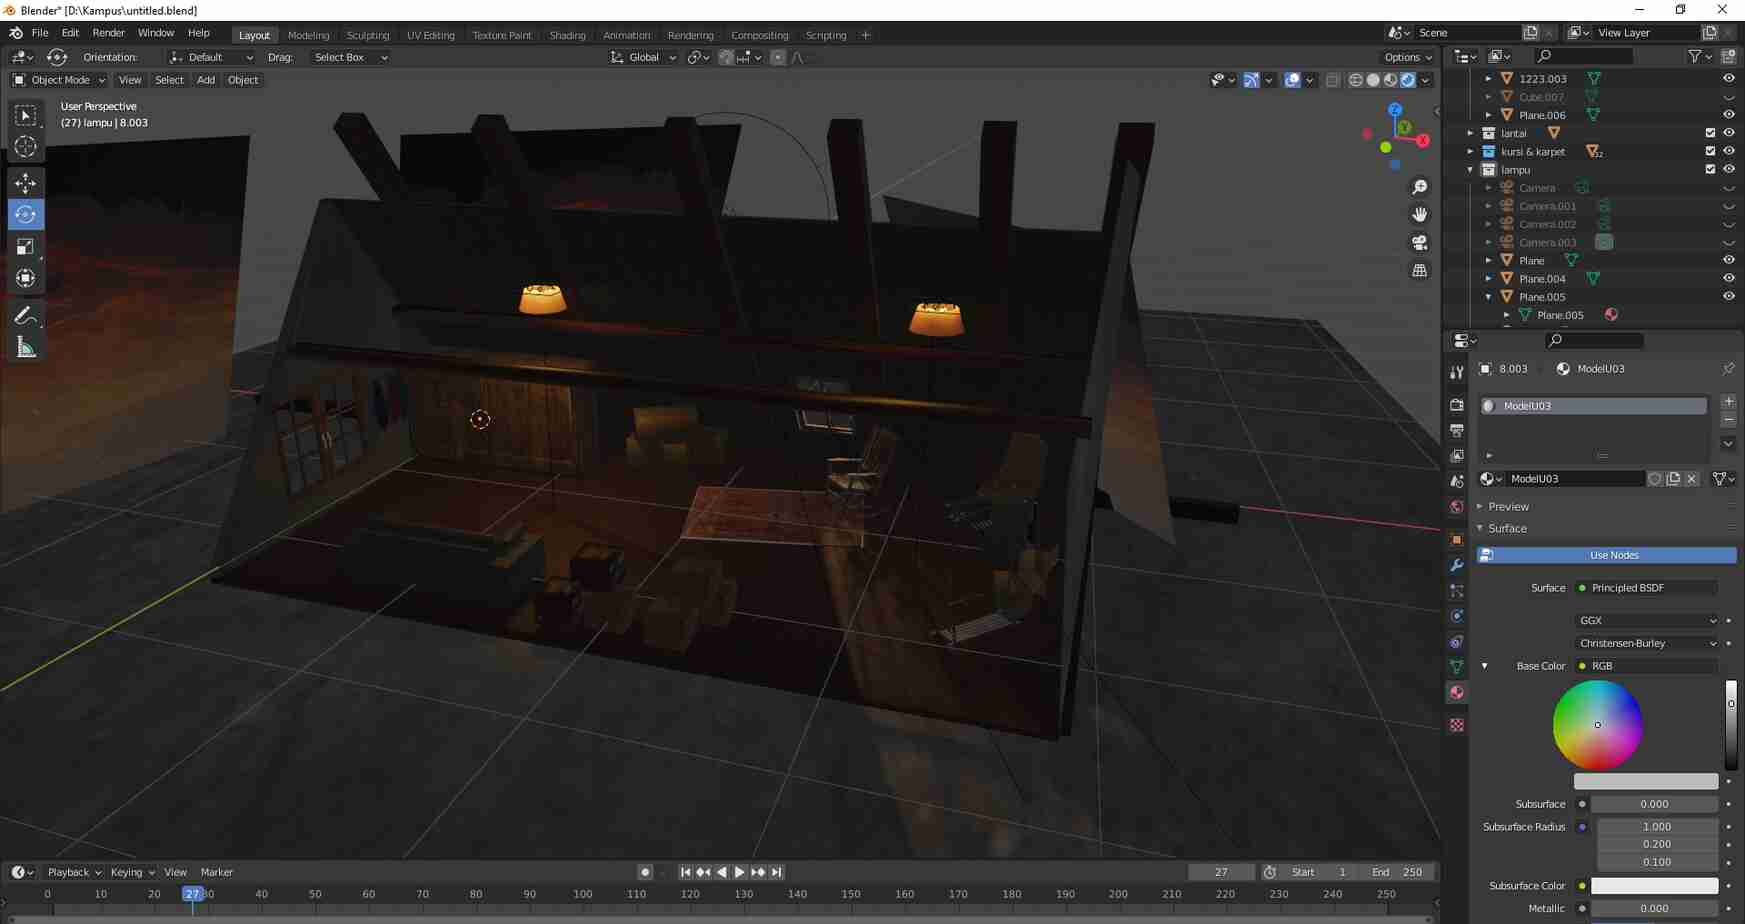 Blender* [D:\Kampus\untitled.blend]
File Edit Render Window Help Layout Modeling Sculpting UV Editing Texture Paint Shading Animation Rendering Compositing Scripting + Scene View Layer
Orientation: Default Drag: Select Box Global Options
Object Mode View Select Add Object
User Perspective
(27) lampu | 8.003
Z
Y
X
1223.003
Cube.007
Plane.006
lantai
kursi & karpet 32
lampu
Camera
Camera.001
Camera.002
Camera.003
Plane
Plane.004
Plane.005
Plane.005
8.003 ModelU03
ModelU03
ModelU03
Preview
Surface
Use Nodes
Surface Principled BSDF
GGX
Christensen-Burley
Base Color RGB
Subsurface 0.000
Subsurface Radius 1.000
0.200
0.100
Subsurface Color
Metallic 0.000
Playback Keying View Marker 27 Start 1 End 250
0 10 20 27 30 40 50 60 70 80 90 100 110 120 130 140 150 160 170 180 190 200 210 220 230 240 250